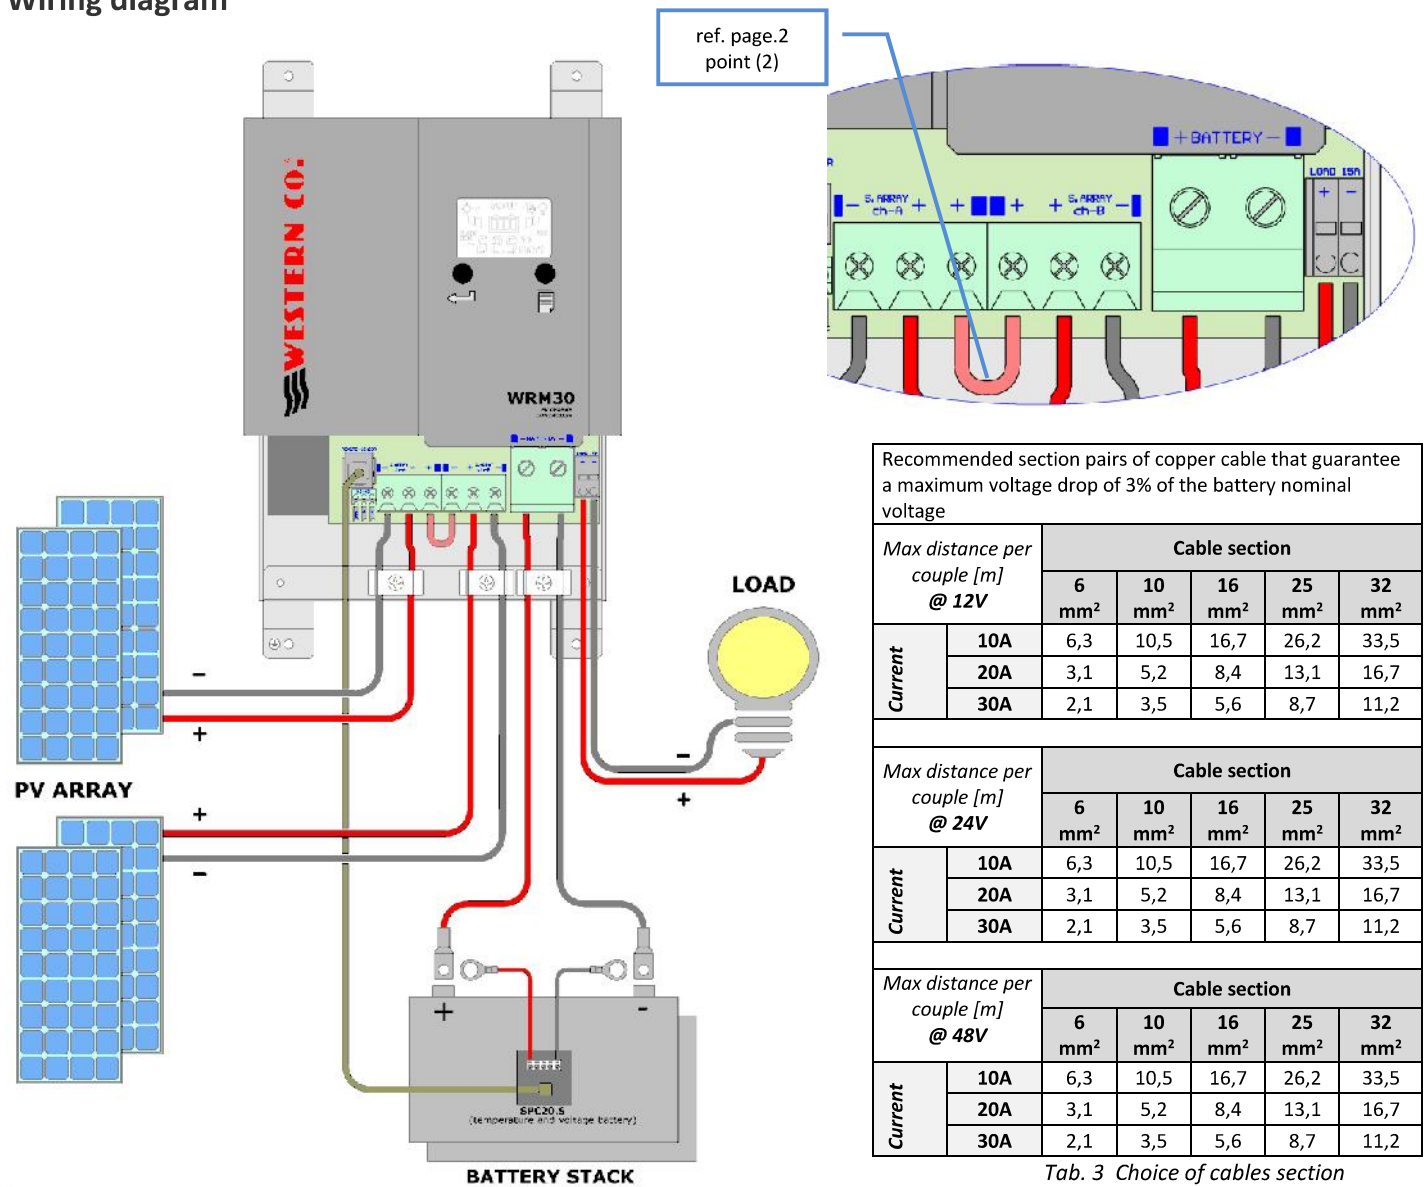 Wiring diagram
ref. page.2
point (2)
WESTERN CO.
WRM30
+ BATTERY -
LOAD 15A
+ -
- S.ARRAY ch-A + + + + S.ARRAY ch-B -
LOAD
-
+
-
+
PV ARRAY
+
-
+ -
SPC20.S
(temperature and voltage battery)
BATTERY STACK
Recommended section pairs of copper cable that guarantee
a maximum voltage drop of 3% of the battery nominal
voltage
Max distance per couple [m] @ 12V Cable section
6 mm² 10 mm² 16 mm² 25 mm² 32 mm²
Current
10A 6,3 10,5 16,7 26,2 33,5
20A 3,1 5,2 8,4 13,1 16,7
30A 2,1 3,5 5,6 8,7 11,2
Max distance per couple [m] @ 24V Cable section
6 mm² 10 mm² 16 mm² 25 mm² 32 mm²
Current
10A 6,3 10,5 16,7 26,2 33,5
20A 3,1 5,2 8,4 13,1 16,7
30A 2,1 3,5 5,6 8,7 11,2
Max distance per couple [m] @ 48V Cable section
6 mm² 10 mm² 16 mm² 25 mm² 32 mm²
Current
10A 6,3 10,5 16,7 26,2 33,5
20A 3,1 5,2 8,4 13,1 16,7
30A 2,1 3,5 5,6 8,7 11,2
Tab. 3 Choice of cables section